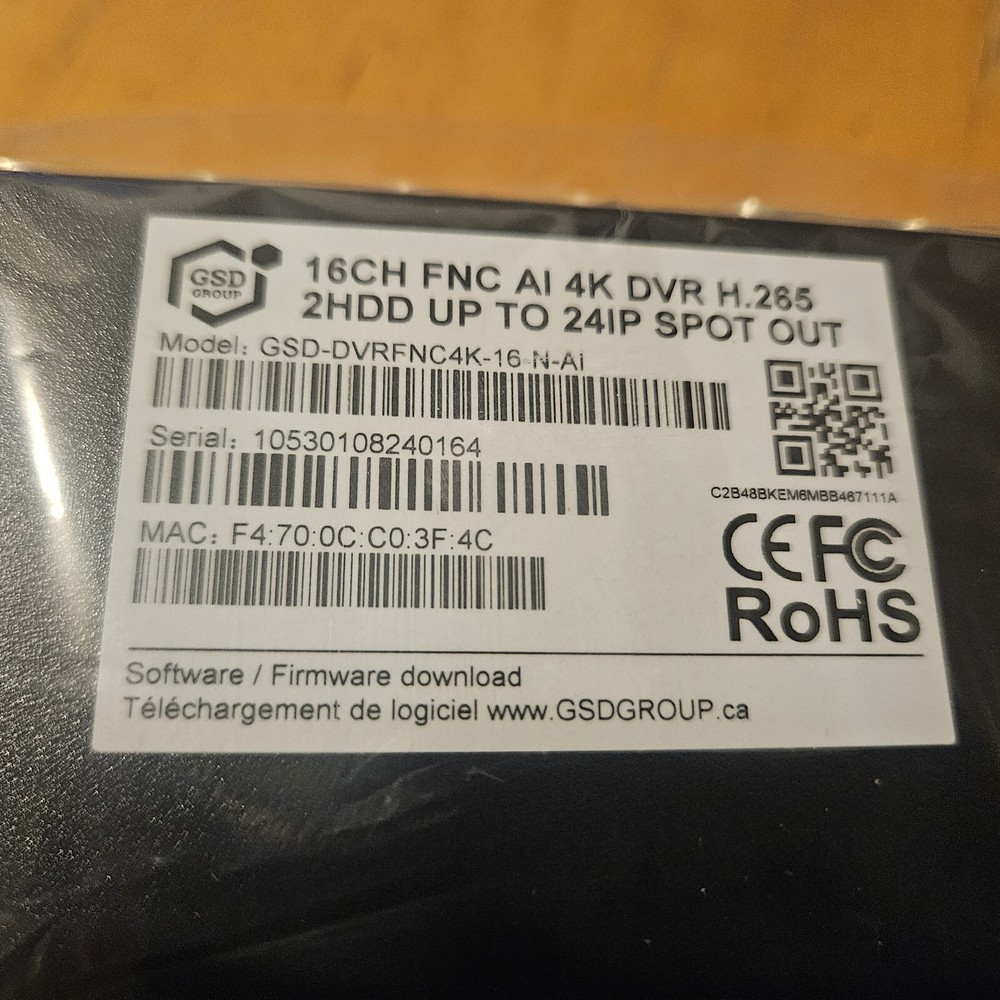 GSD
GROUP
16CH FNC AI 4K DVR H.265
2HDD UP TO 24IP SPOT OUT
Model: GSD-DVRFNC4K-16-N-Ai
Serial: 10530108240164
C2B48BKEM6MBB467111A
MAC: F4:70:0C:C0:3F:4C
CE FC
RoHS
Software / Firmware download
Téléchargement de logiciel www.GSDGROUP.ca